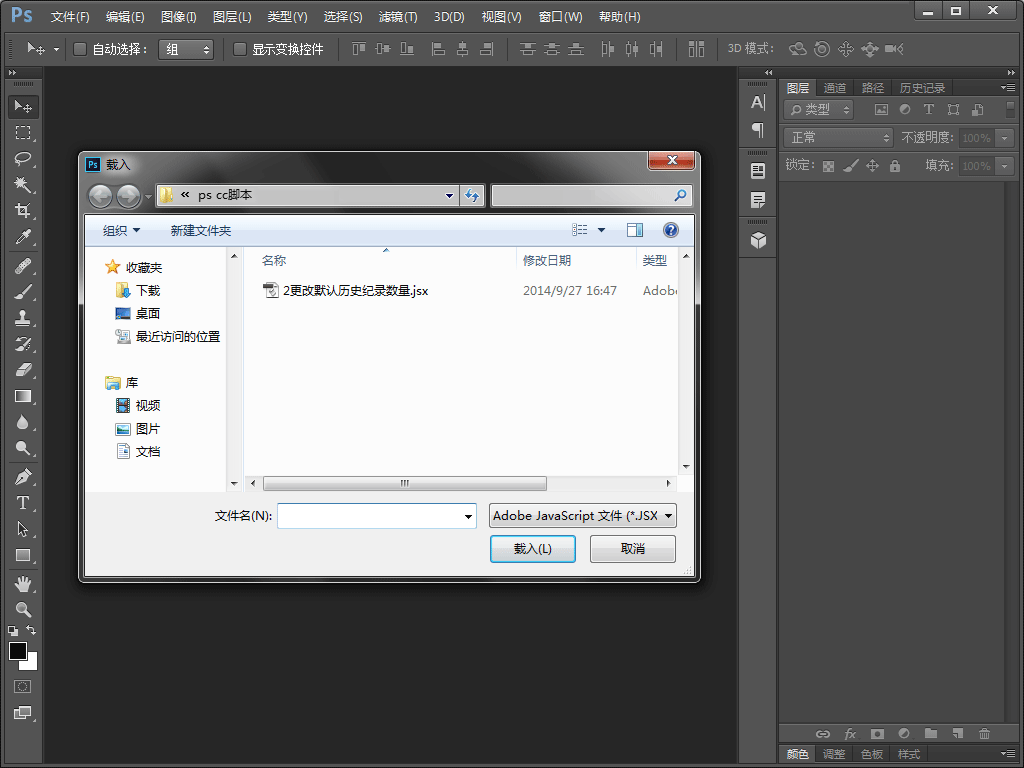 Ps 文件(F) 编辑(E) 图像(I) 图层(L) 类型(Y) 选择(S) 滤镜(T) 3D(D) 视图(V) 窗口(W) 帮助(H)
自动选择： 组 显示变换控件 3D 模式：
图层 通道 路径 历史记录
类型
正常 不透明度: 100%
锁定: 填充: 100%
Ps 载入
« ps cc脚本
组织 新建文件夹
名称 修改日期 类型
收藏夹
下载
桌面
最近访问的位置
库
视频
图片
文档
2更改默认历史纪录数量.jsx 2014/9/27 16:47 Adobe
文件名(N): Adobe JavaScript 文件 (*.JSX
载入(L) 取消
颜色 调整 色板 样式